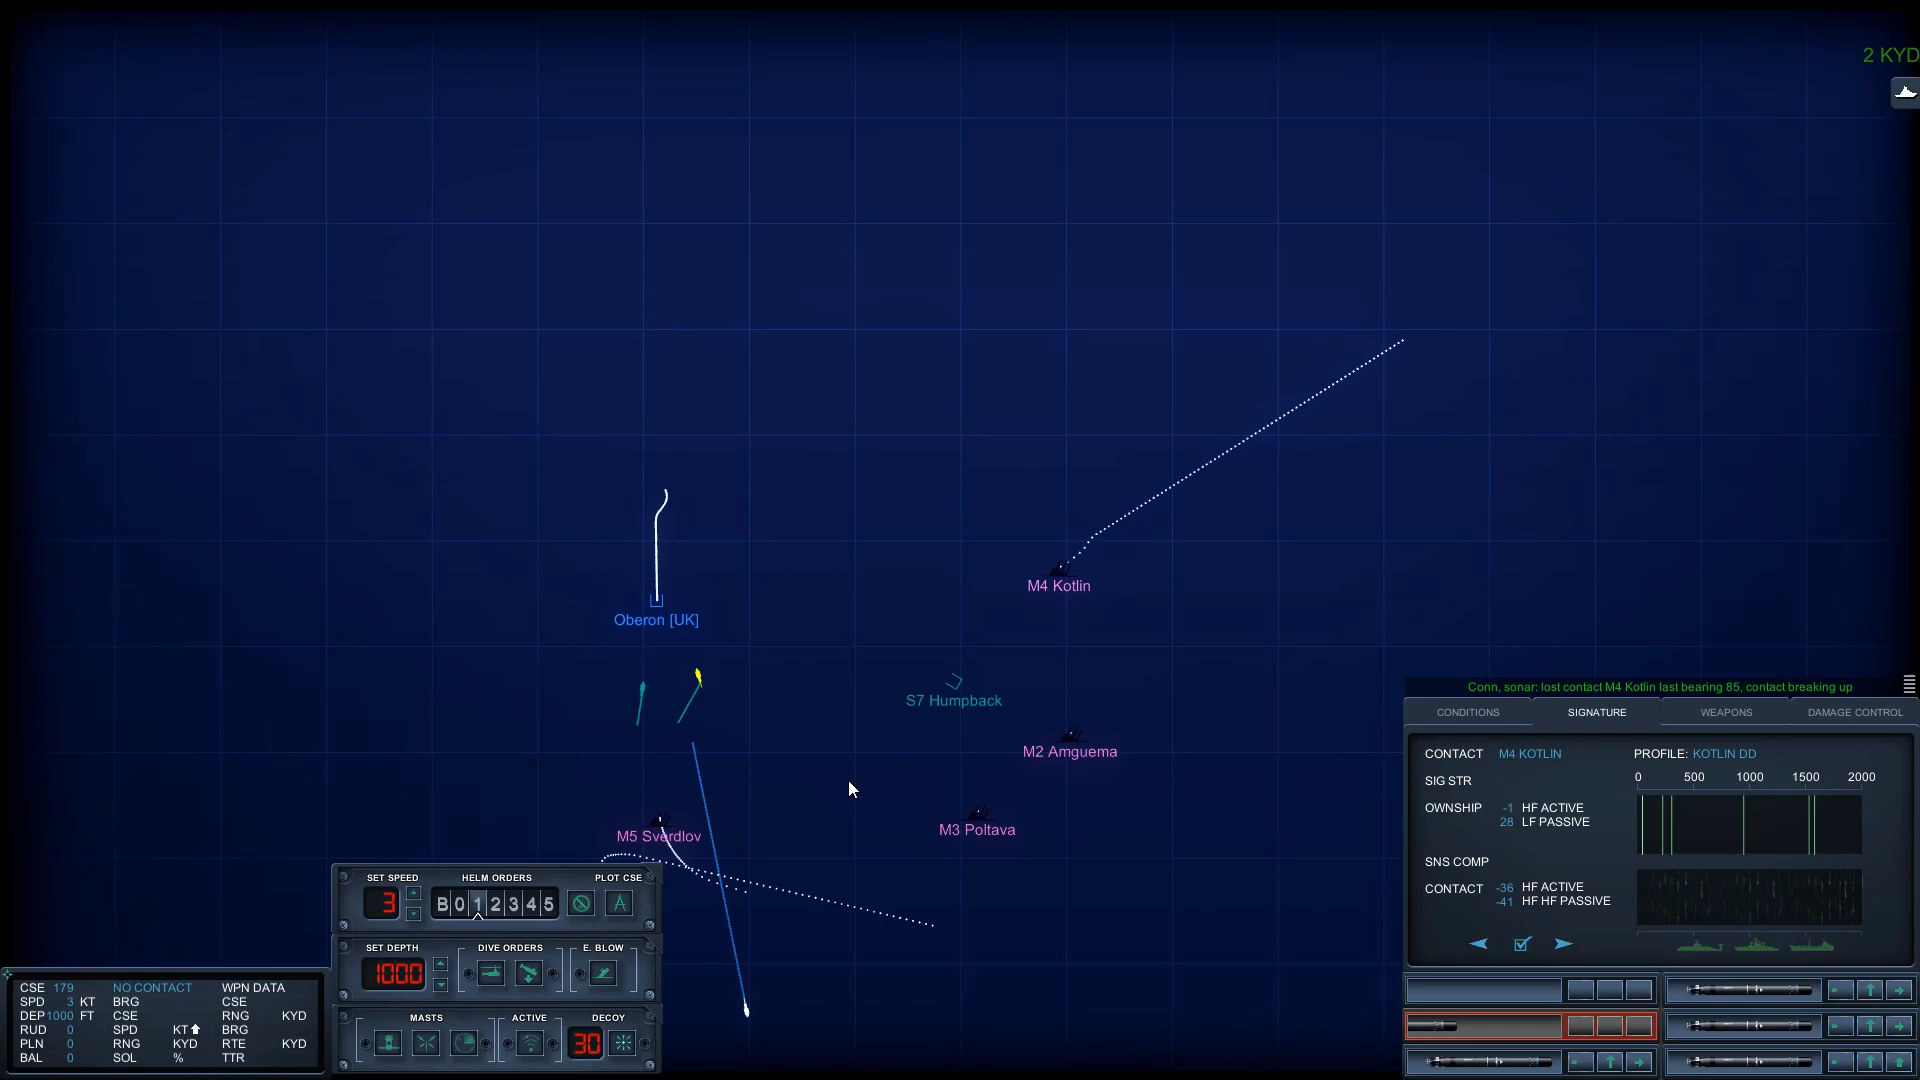 2 KYD
M4 Kotlin
Oberon [UK]
S7 Humpback
M2 Amguema
M3 Poltava
M5 Sverdlov
Conn, sonar: lost contact M4 Kotlin last bearing 85, contact breaking up
CONDITIONS SIGNATURE WEAPONS DAMAGE CONTROL
CONTACT M4 KOTLIN PROFILE: KOTLIN DD
SIG STR 0 500 1000 1500 2000
OWNSHIP -1 HF ACTIVE
28 LF PASSIVE
SNS COMP
CONTACT -36 HF ACTIVE
-41 HF HF PASSIVE
SET SPEED HELM ORDERS PLOT CSE
3 B 0 1 2 3 4 5
SET DEPTH DIVE ORDERS E. BLOW
1000
MASTS ACTIVE DECOY
30
CSE 179 NO CONTACT WPN DATA
SPD 3 KT BRG CSE
DEP 1000 FT CSE RNG KYD
RUD 0 SPD KT BRG
PLN 0 RNG KYD RTE KYD
BAL 0 SOL % TTR